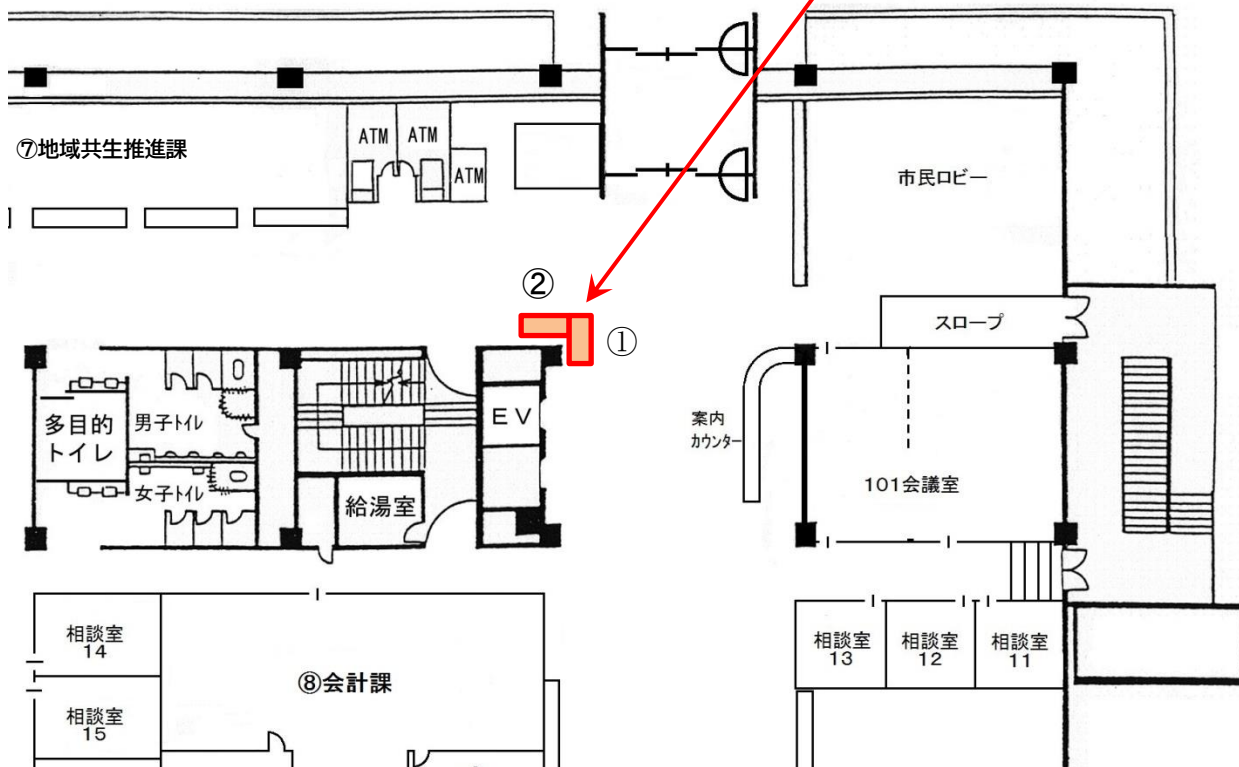 ⑦地域共生推進課
ATM
ATM
ATM
市民ロビー
②
①
スロープ
多目的
トイレ
男子トイレ
女子トイレ
EV
給湯室
案内
カウンター
101会議室
相談室
14
相談室
15
⑧会計課
相談室
13
相談室
12
相談室
11